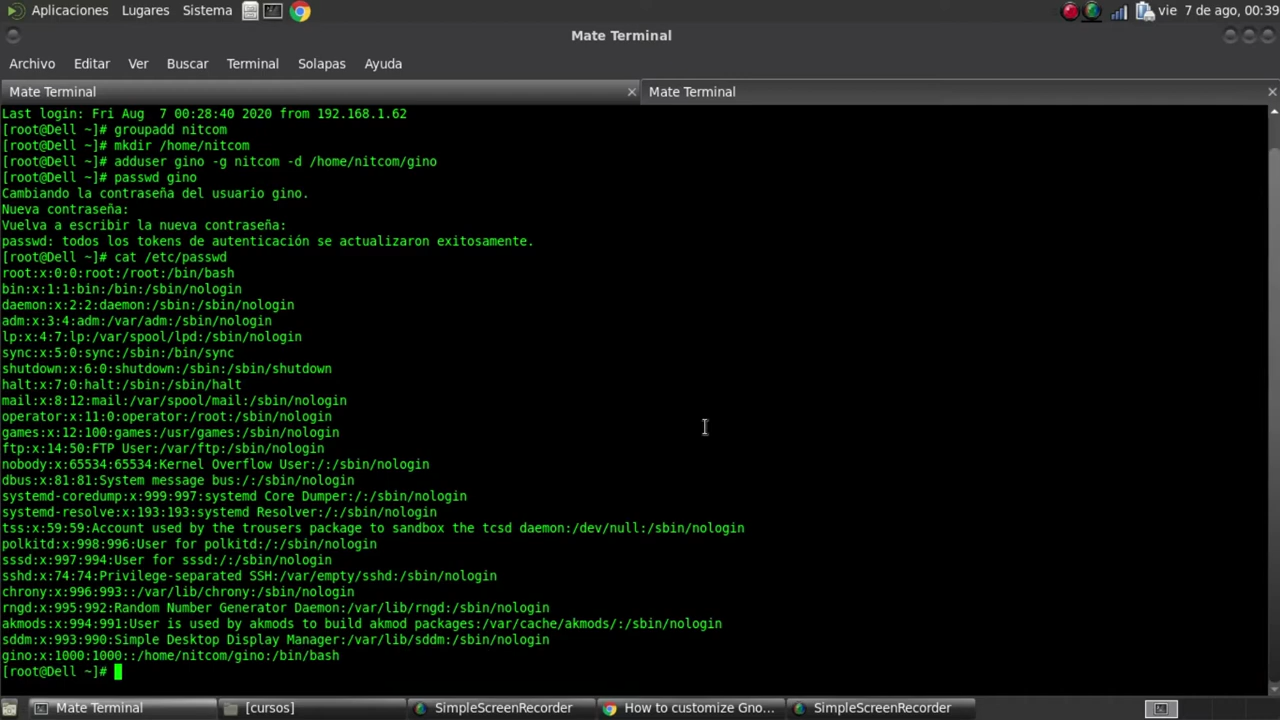 Aplicaciones Lugares Sistema vie 7 de ago, 00:39
Mate Terminal
Archivo Editar Ver Buscar Terminal Solapas Ayuda
Mate Terminal Mate Terminal
Last login: Fri Aug  7 00:28:40 2020 from 192.168.1.62
[root@Dell ~]# groupadd nitcom
[root@Dell ~]# mkdir /home/nitcom
[root@Dell ~]# adduser gino -g nitcom -d /home/nitcom/gino
[root@Dell ~]# passwd gino
Cambiando la contraseña del usuario gino.
Nueva contraseña:
Vuelva a escribir la nueva contraseña:
passwd: todos los tokens de autenticación se actualizaron exitosamente.
[root@Dell ~]# cat /etc/passwd
root:x:0:0:root:/root:/bin/bash
bin:x:1:1:bin:/bin:/sbin/nologin
daemon:x:2:2:daemon:/sbin:/sbin/nologin
adm:x:3:4:adm:/var/adm:/sbin/nologin
lp:x:4:7:lp:/var/spool/lpd:/sbin/nologin
sync:x:5:0:sync:/sbin:/bin/sync
shutdown:x:6:0:shutdown:/sbin:/sbin/shutdown
halt:x:7:0:halt:/sbin:/sbin/halt
mail:x:8:12:mail:/var/spool/mail:/sbin/nologin
operator:x:11:0:operator:/root:/sbin/nologin
games:x:12:100:games:/usr/games:/sbin/nologin
ftp:x:14:50:FTP User:/var/ftp:/sbin/nologin
nobody:x:65534:65534:Kernel Overflow User:/:/sbin/nologin
dbus:x:81:81:System message bus:/:/sbin/nologin
systemd-coredump:x:999:997:systemd Core Dumper:/:/sbin/nologin
systemd-resolve:x:193:193:systemd Resolver:/:/sbin/nologin
tss:x:59:59:Account used by the trousers package to sandbox the tcsd daemon:/dev/null:/sbin/nologin
polkitd:x:998:996:User for polkitd:/:/sbin/nologin
sssd:x:997:994:User for sssd:/:/sbin/nologin
sshd:x:74:74:Privilege-separated SSH:/var/empty/sshd:/sbin/nologin
chrony:x:996:993::/var/lib/chrony:/sbin/nologin
rngd:x:995:992:Random Number Generator Daemon:/var/lib/rngd:/sbin/nologin
akmods:x:994:991:User is used by akmods to build akmod packages:/var/cache/akmods/:/sbin/nologin
sddm:x:993:990:Simple Desktop Display Manager:/var/lib/sddm:/sbin/nologin
gino:x:1000:1000::/home/nitcom/gino:/bin/bash
[root@Dell ~]#
Mate Terminal [cursos] SimpleScreenRecorder How to customize Gno... SimpleScreenRecorder